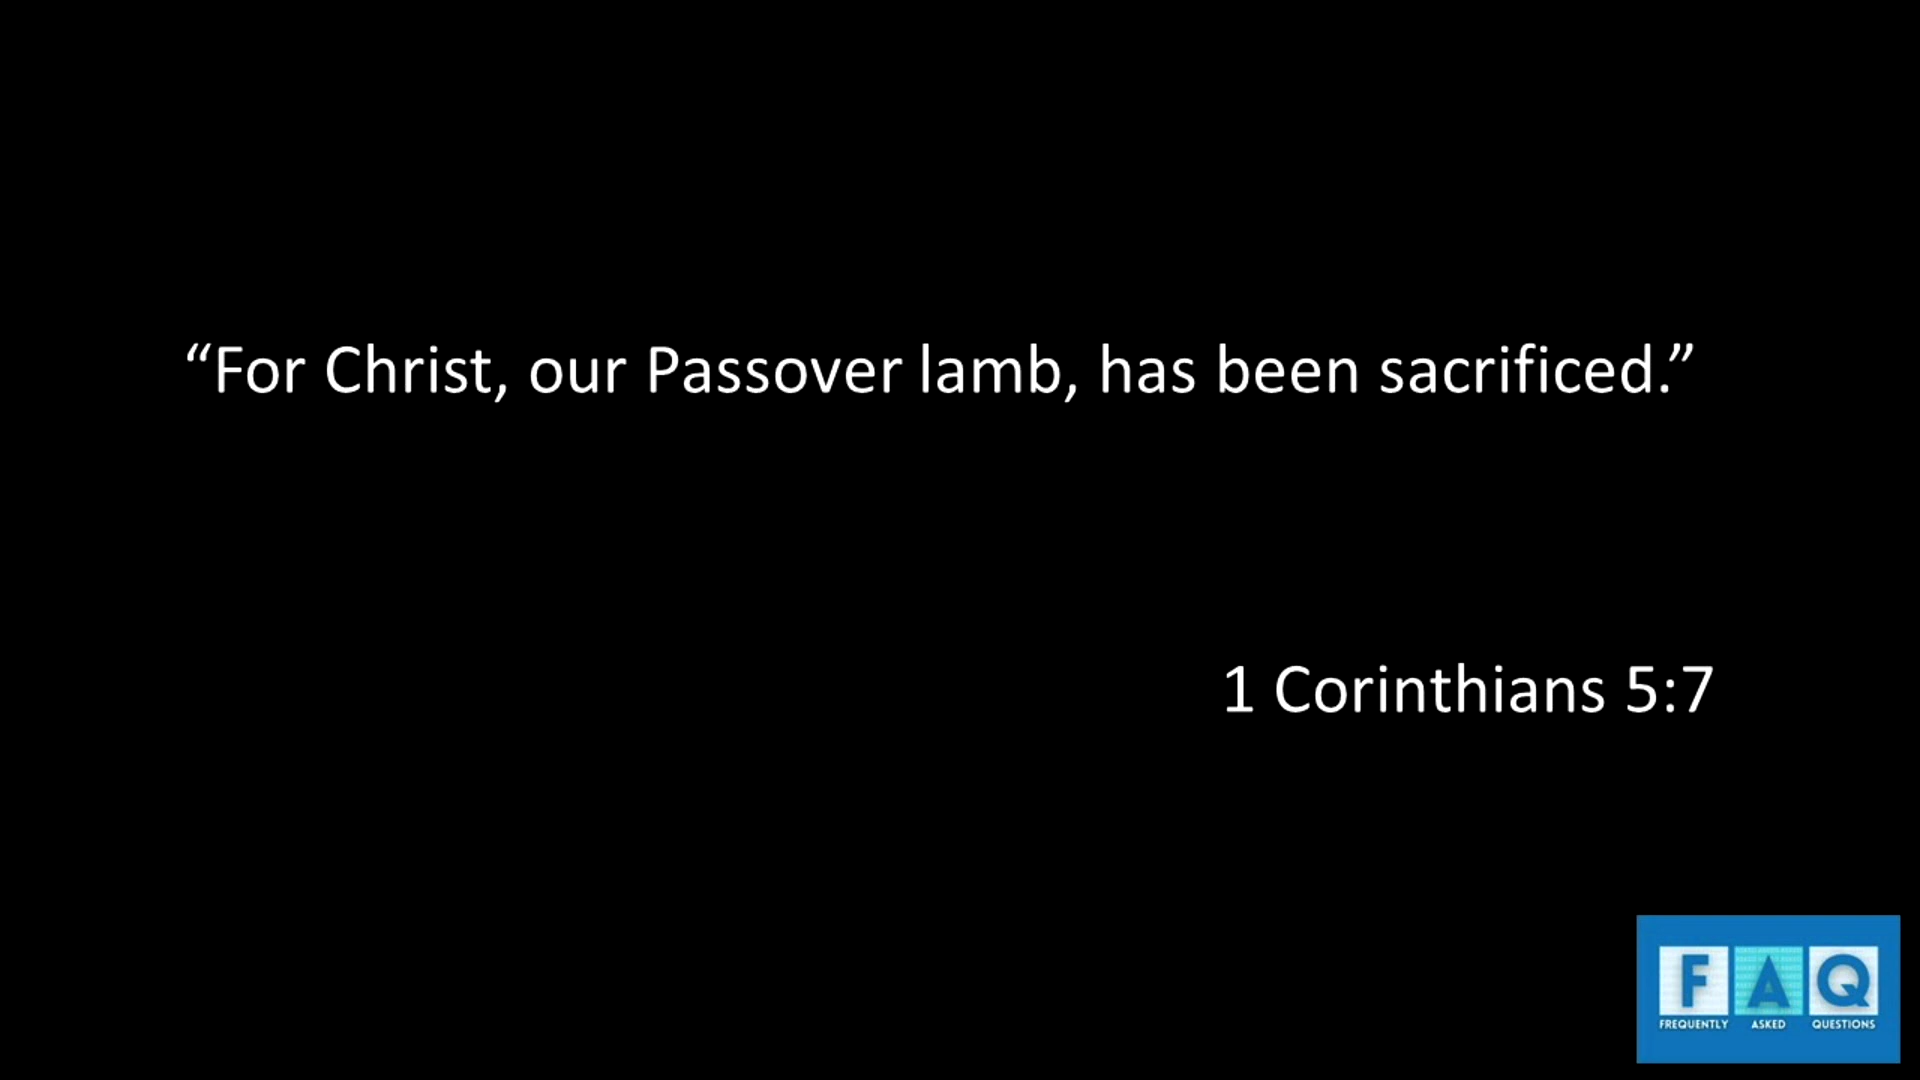 “For Christ, our Passover lamb, has been sacrificed.”
1 Corinthians 5:7
F A Q
FREQUENTLY ASKED QUESTIONS